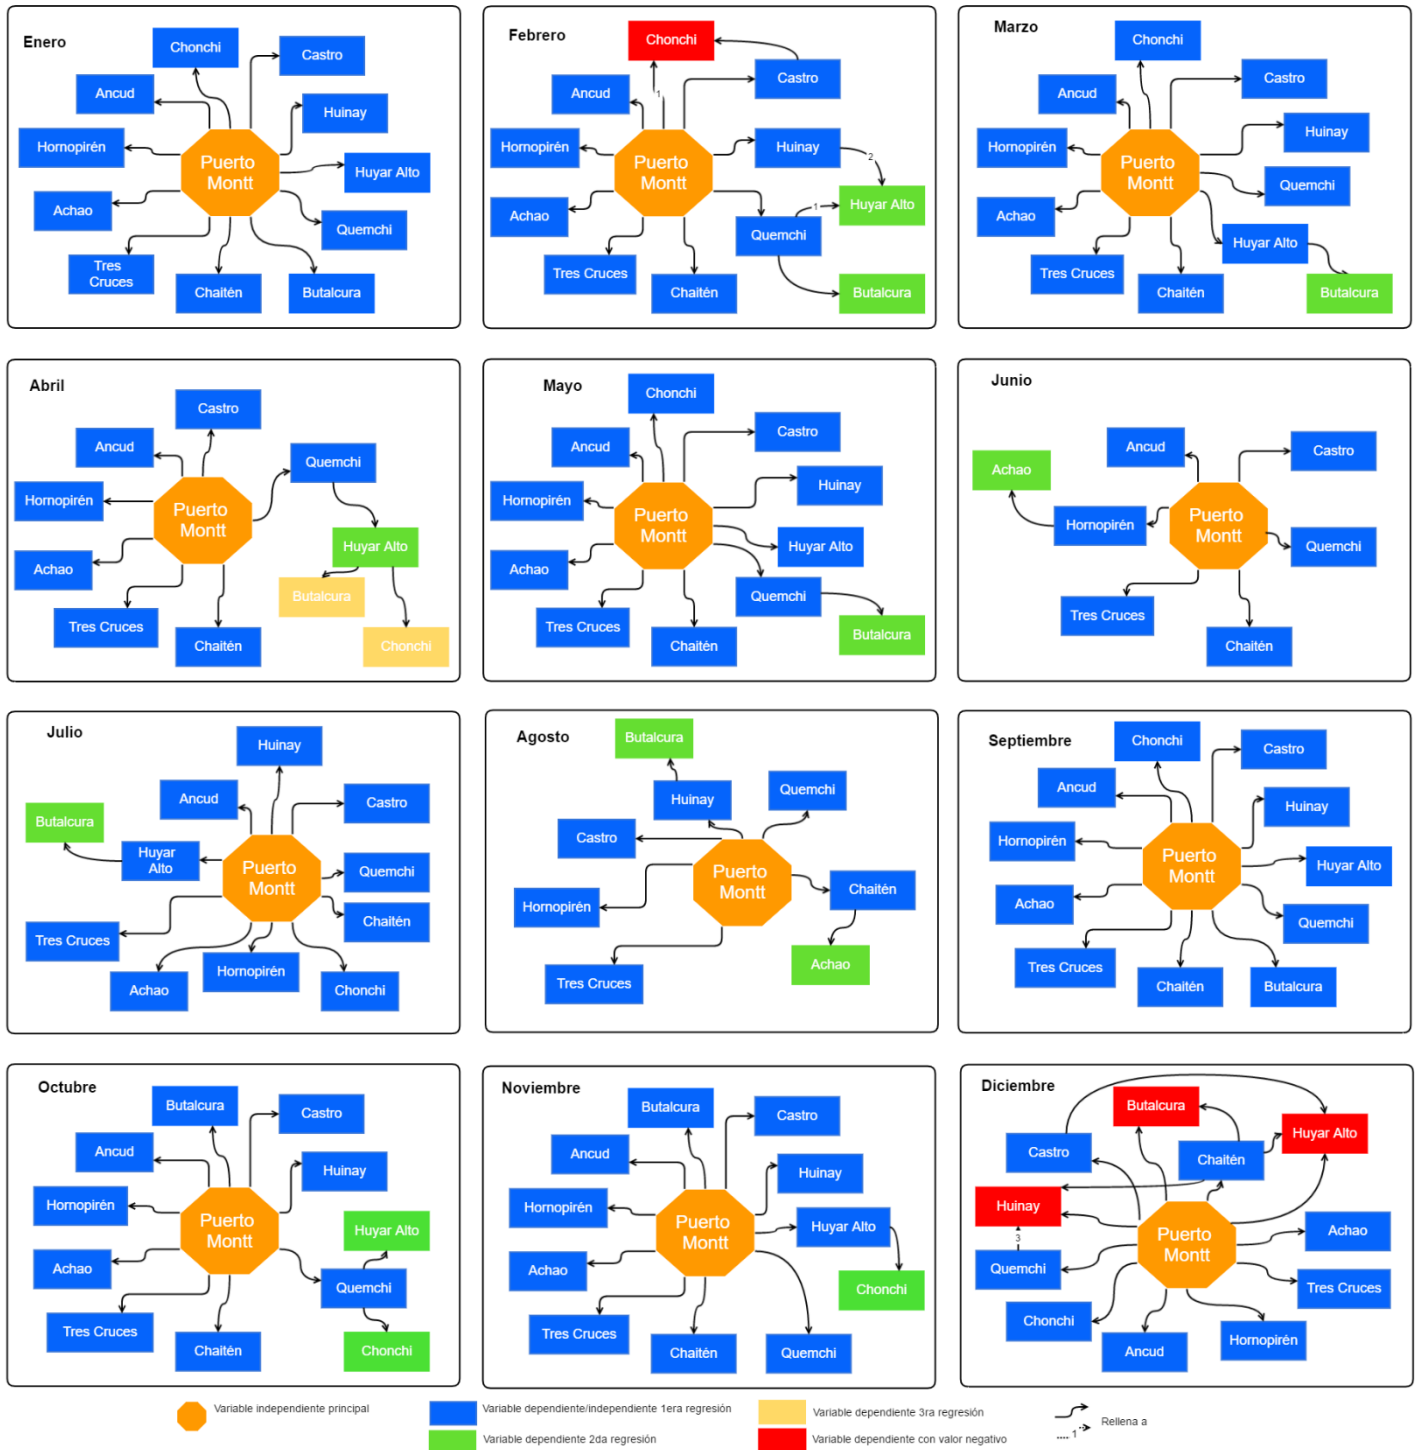 Enero
Chonchi
Castro
Ancud
Huinay
Hornopirén
Puerto
Montt
Huyar Alto
Achao
Quemchi
Tres
Cruces
Chaitén
Butalcura
Febrero
Chonchi
Castro
Ancud
1
Hornopirén
Huinay
2
Puerto
Montt
Achao
1
Huyar Alto
Quemchi
Tres Cruces
Chaitén
Butalcura
Marzo
Chonchi
Castro
Ancud
Huinay
Hornopirén
Puerto
Montt
Quemchi
Achao
Huyar Alto
Tres Cruces
Chaitén
Butalcura
Abril
Castro
Ancud
Quemchi
Hornopirén
Puerto
Montt
Huyar Alto
Achao
Butalcura
Tres Cruces
Chaitén
Chonchi
Mayo
Chonchi
Castro
Ancud
Huinay
Hornopirén
Puerto
Montt
Huyar Alto
Achao
Quemchi
Tres Cruces
Butalcura
Chaitén
Junio
Ancud
Castro
Achao
Hornopirén
Puerto
Montt
Quemchi
Tres Cruces
Chaitén
Julio
Huinay
Ancud
Castro
Butalcura
Huyar
Alto
Puerto
Montt
Quemchi
Chaitén
Tres Cruces
Hornopirén
Achao
Chonchi
Agosto
Butalcura
Huinay
Quemchi
Castro
Puerto
Montt
Chaitén
Hornopirén
Achao
Tres Cruces
Septiembre
Chonchi
Castro
Ancud
Huinay
Hornopirén
Puerto
Montt
Huyar Alto
Achao
Quemchi
Tres Cruces
Chaitén
Butalcura
Octubre
Butalcura
Castro
Ancud
Huinay
Hornopirén
Puerto
Montt
Huyar Alto
Achao
Quemchi
Tres Cruces
Chaitén
Chonchi
Noviembre
Butalcura
Castro
Ancud
Huinay
Hornopirén
Puerto
Montt
Huyar Alto
Achao
Chonchi
Tres Cruces
Chaitén
Quemchi
Diciembre
Butalcura
Huyar Alto
Castro
Chaitén
Huinay
3
Puerto
Montt
Achao
Quemchi
Tres Cruces
Chonchi
Ancud
Hornopirén
Variable independiente principal
Variable dependiente/independiente 1era regresión
Variable dependiente 2da regresión
Variable dependiente 3ra regresión
Variable dependiente con valor negativo
1
Rellena a